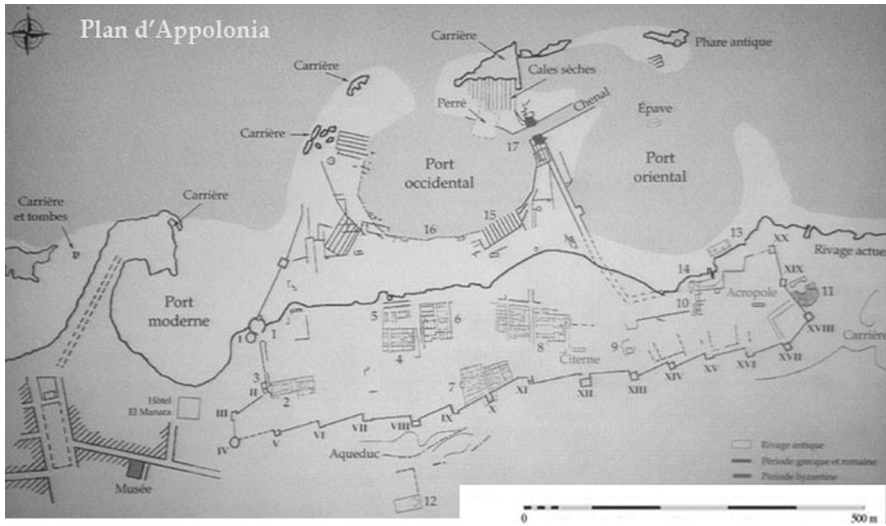 Plan d'Appolonia
Carrière
Phare antique
Carrière
Cales sèches
Perré
Chenal
Épave
Carrière
17
Port
occidental
Port
oriental
Carrière
et tombes
Carrière
16
15
13
XX
Rivage actue
14
XIX
Port
moderne
10
Acropole
11
1
I
5
6
XVIII
4
8
Citerne
9
Carrière
3
II
2
7
XVII
XVI
XV
XIV
XIII
XII
XI
X
IX
VIII
VII
VI
V
Hôtel
El Manara
III
IV
Aqueduc
Musée
12
Rivage antique
Période grecque et romaine
Période byzantine
0
500 m